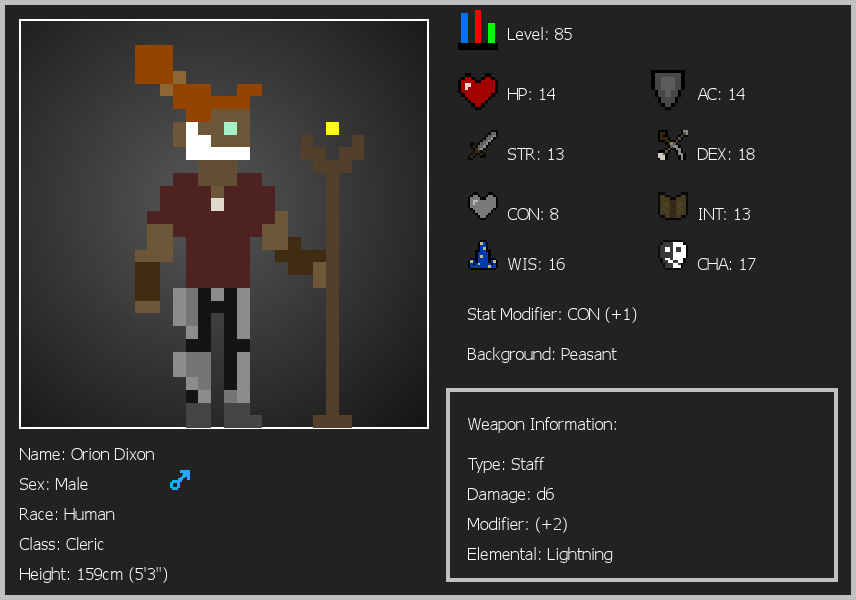 Level: 85
HP: 14
AC: 14
STR: 13
DEX: 18
CON: 8
INT: 13
WIS: 16
CHA: 17
Stat Modifier: CON (+1)
Background: Peasant
Weapon Information:
Type: Staff
Damage: d6
Modifier: (+2)
Elemental: Lightning
Name: Orion Dixon
Sex: Male
Race: Human
Class: Cleric
Height: 159cm (5'3")